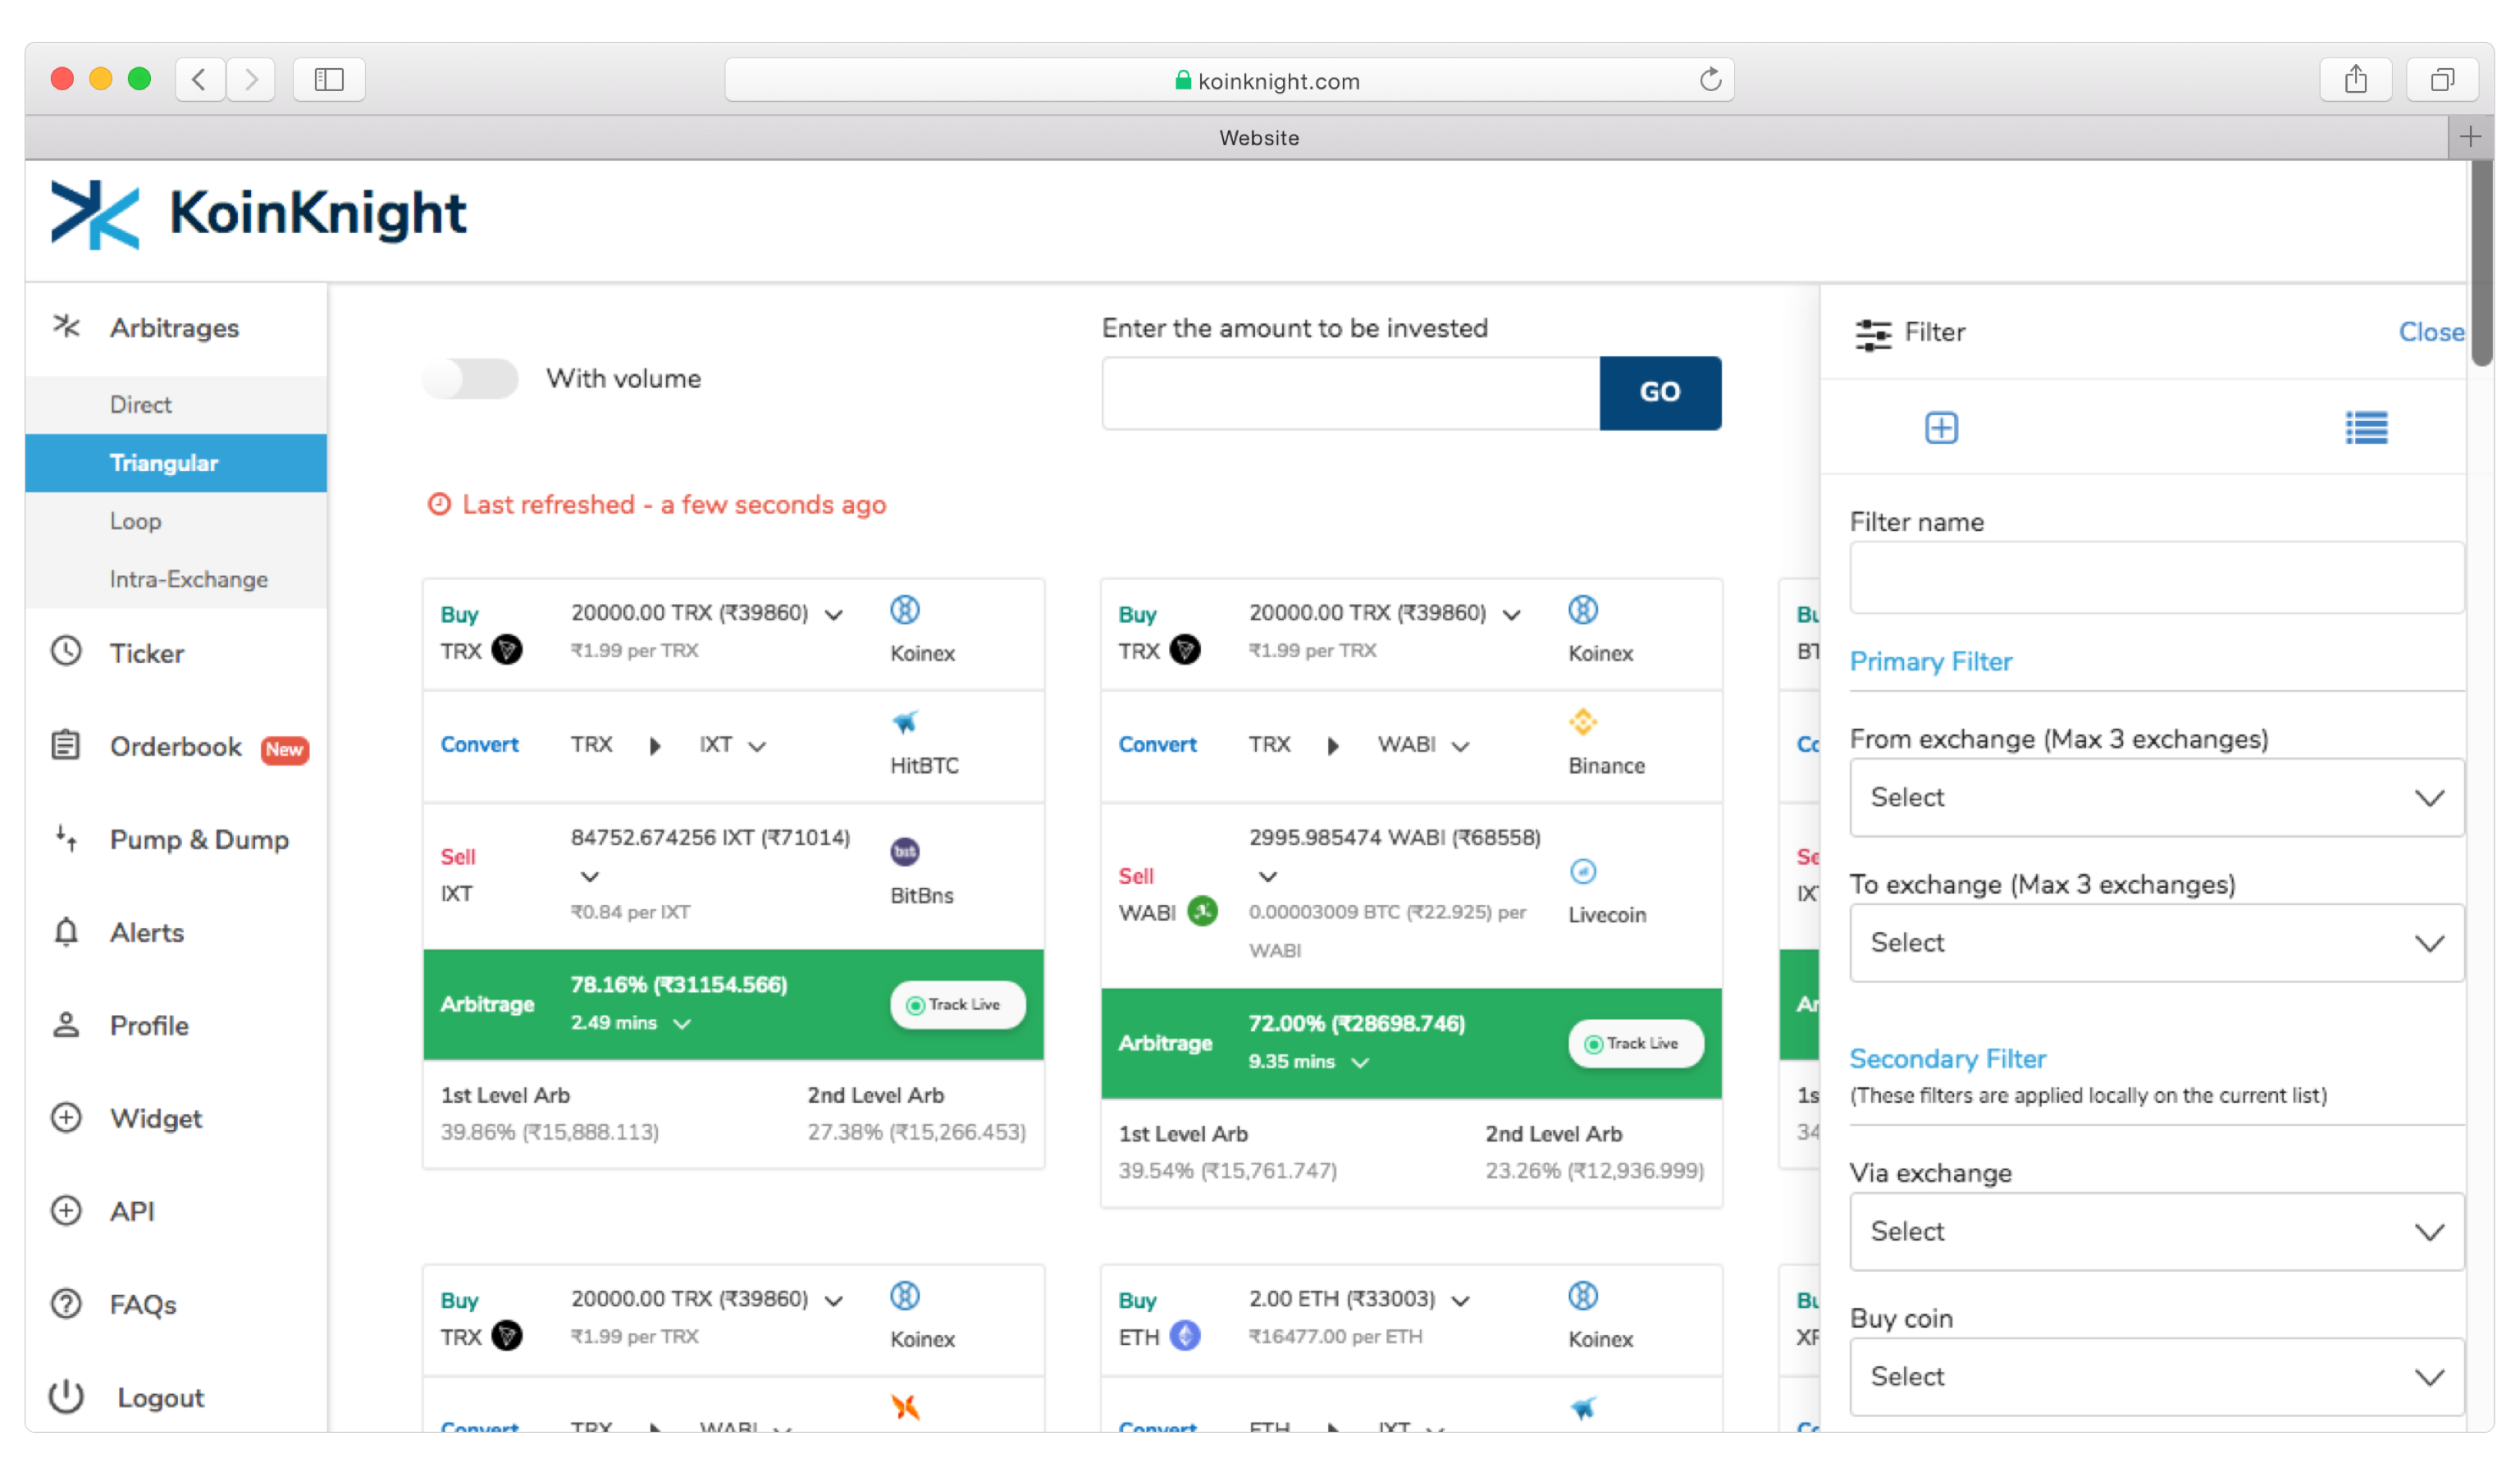 koinknight.com
Website
KoinKnight
Arbitrages
Direct
Triangular
Loop
Intra-Exchange
Ticker
Orderbook New
Pump & Dump
Alerts
Profile
Widget
API
FAQs
Logout
With volume
Enter the amount to be invested
GO
Last refreshed - a few seconds ago
Buy 20000.00 TRX (₹39860)
TRX ₹1.99 per TRX Koinex
Convert TRX IXT
HitBTC
84752.674256 IXT (₹71014)
bit
Sell
IXT BitBns
₹0.84 per IXT
Arbitrage 78.16% (₹31154.566)
2.49 mins Track Live
1st Level Arb 2nd Level Arb
39.86% (₹15,888.113) 27.38% (₹15,266.453)
Buy 20000.00 TRX (₹39860)
TRX ₹1.99 per TRX Koinex
Convert TRX WABI
Binance
2995.985474 WABI (₹68558)
Sell
WABI 0.00003009 BTC (₹22.925) per Livecoin
WABI
Arbitrage 72.00% (₹28698.746)
9.35 mins Track Live
1st Level Arb 2nd Level Arb
39.54% (₹15,761.747) 23.26% (₹12,936.999)
34
Buy 20000.00 TRX (₹39860)
TRX ₹1.99 per TRX Koinex
Convert TRX WABI
Buy 2.00 ETH (₹33003)
ETH ₹16477.00 per ETH Koinex
Convert ETH IXT
Filter Close
Filter name
Primary Filter
From exchange (Max 3 exchanges)
Select
To exchange (Max 3 exchanges)
Select
Secondary Filter
(These filters are applied locally on the current list)
Via exchange
Select
Buy coin
Select